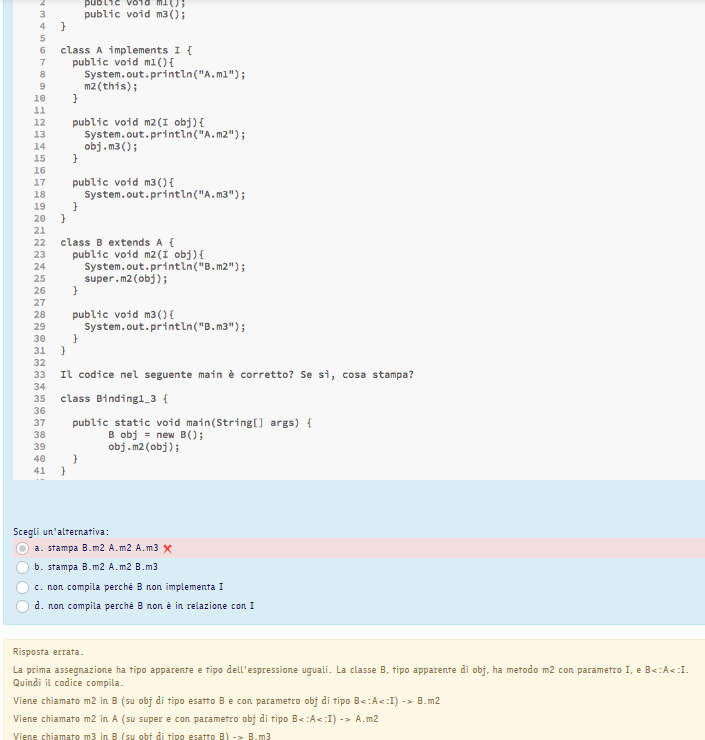 2 public void m1();
3 public void m3();
4 }
5
6 class A implements I {
7 public void m1(){
8 System.out.println("A.m1");
9 m2(this);
10 }
11
12 public void m2(I obj){
13 System.out.println("A.m2");
14 obj.m3();
15 }
16
17 public void m3(){
18 System.out.println("A.m3");
19 }
20 }
21
22 class B extends A {
23 public void m2(I obj){
24 System.out.println("B.m2");
25 super.m2(obj);
26 }
27
28 public void m3(){
29 System.out.println("B.m3");
30 }
31 }
32
33 Il codice nel seguente main è corretto? Se sì, cosa stampa?
34
35 class Binding1_3 {
36
37 public static void main(String[] args) {
38 B obj = new B();
39 obj.m2(obj);
40 }
41 }
Scegli un'alternativa:
a. stampa B.m2 A.m2 A.m3
b. stampa B.m2 A.m2 B.m3
c. non compila perché B non implementa I
d. non compila perché B non è in relazione con I
Risposta errata.
La prima assegnazione ha tipo apparente e tipo dell'espressione uguali. La classe B, tipo apparente di obj, ha metodo m2 con parametro I, e B<:A<:I.
Quindi il codice compila.
Viene chiamato m2 in B (su obj di tipo esatto B e con parametro obj di tipo B<:A<:I) -> B.m2
Viene chiamato m2 in A (su super e con parametro obj di tipo B<:A<:I) -> A.m2
Viene chiamato m3 in B (su obj di tipo esatto B) -> B.m3